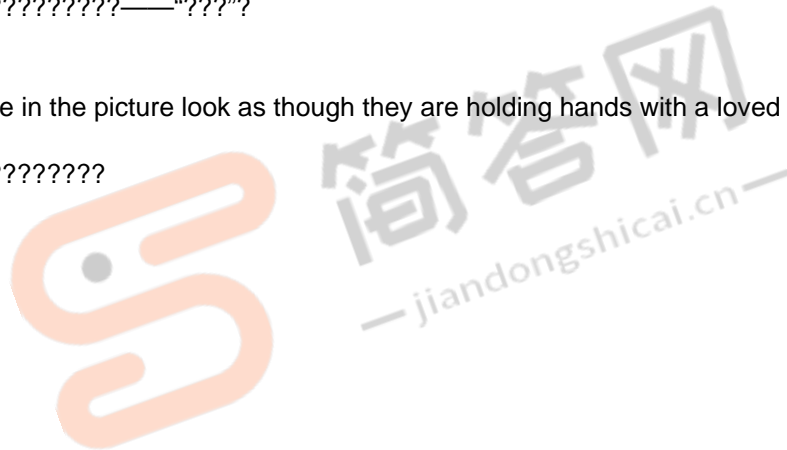 ?????????——“???”?
e in the picture look as though they are holding hands with a loved
????????
简答网
— jiandongshicai.cn —